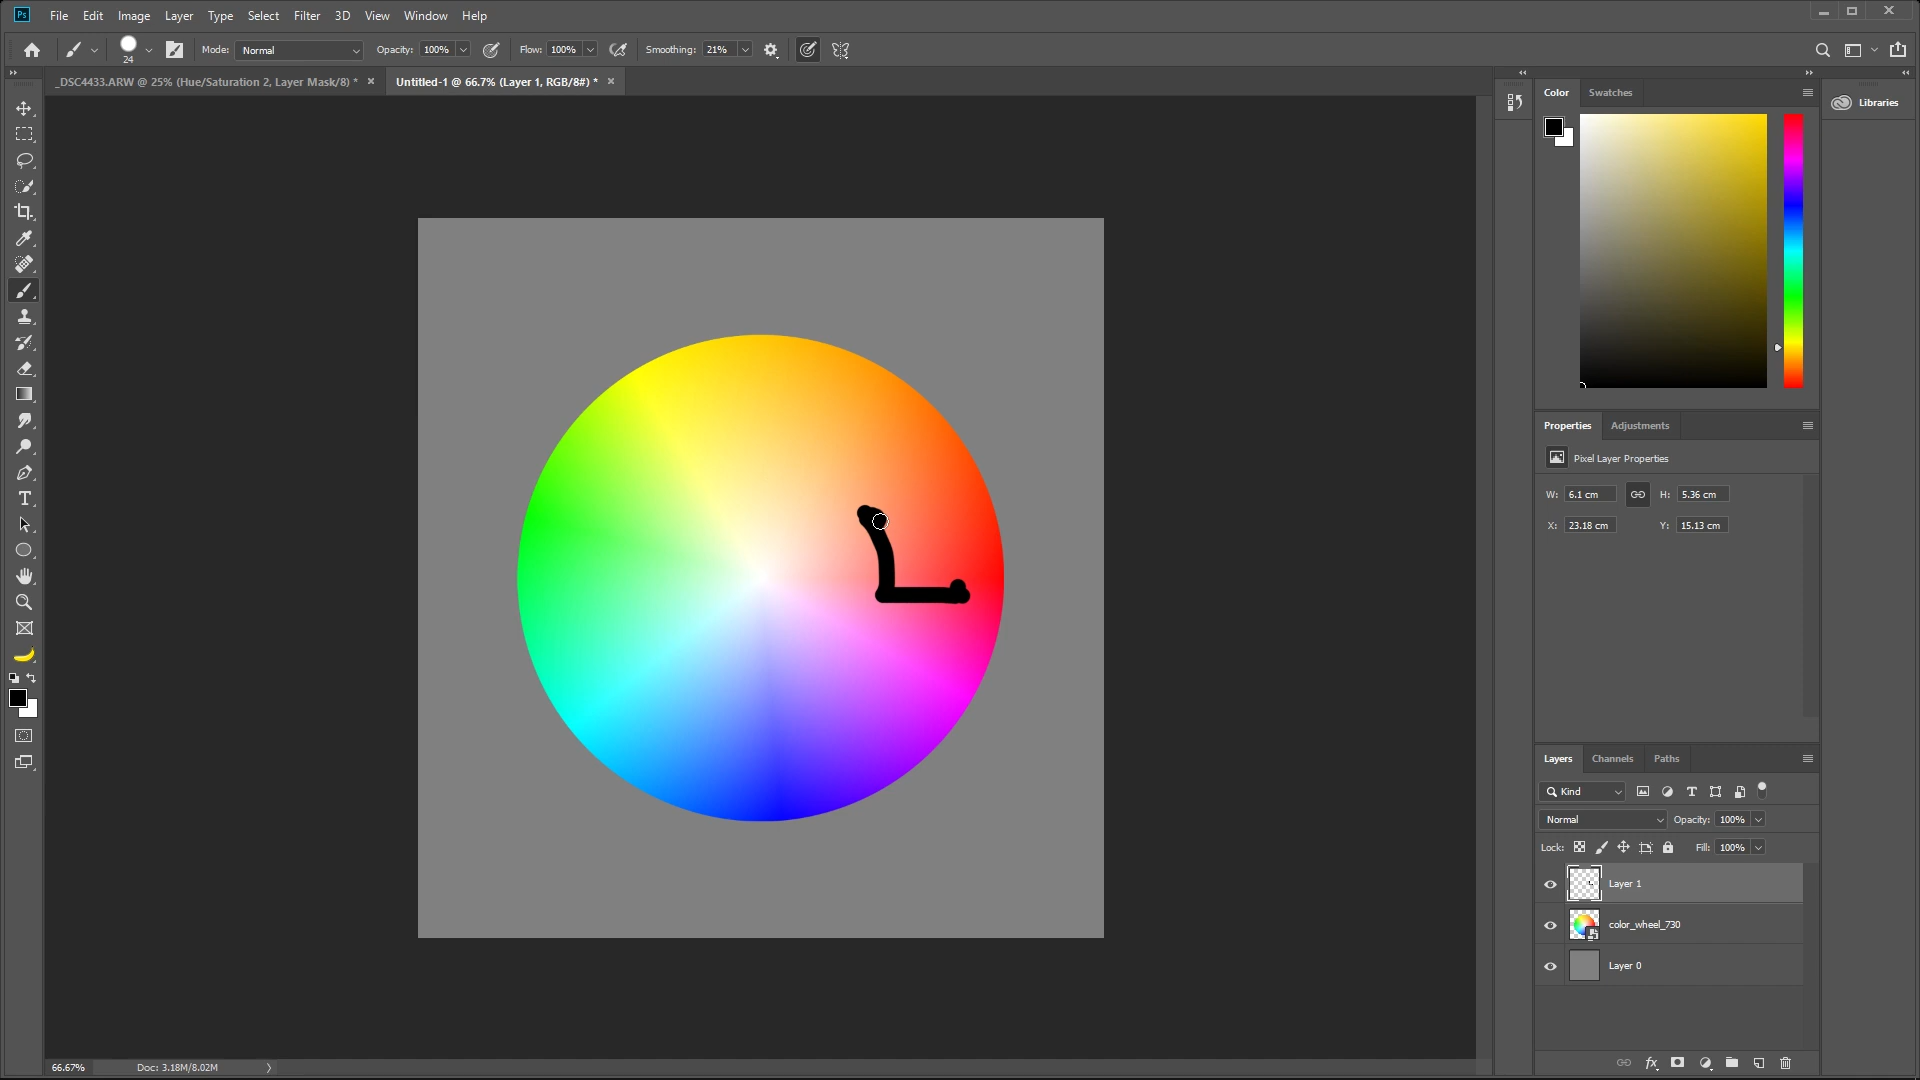 Ps File Edit Image Layer Type Select Filter 3D View Window Help
24 Mode: Normal Opacity: 100% Flow: 100% Smoothing: 21%
_DSC4433.ARW @ 25% (Hue/Saturation 2, Layer Mask/8) * × Untitled-1 @ 66.7% (Layer 1, RGB/8#) * ×
Color Swatches
Libraries
Properties Adjustments
Pixel Layer Properties
W: 6.1 cm H: 5.36 cm
X: 23.18 cm Y: 15.13 cm
Layers Channels Paths
Kind
Normal Opacity: 100%
Lock: Fill: 100%
Layer 1
color_wheel_730
Layer 0
fx
66.67% Doc: 3.18M/8.02M